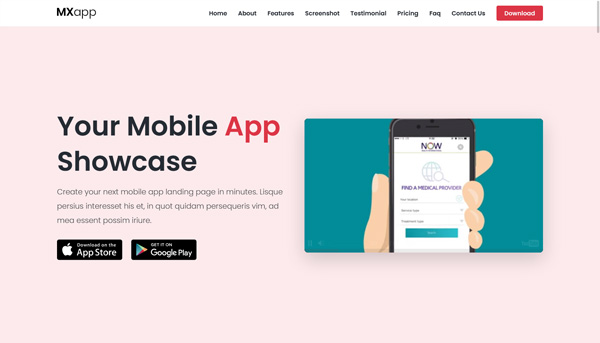 MXapp
Home About Features Screenshot Testimonial Pricing Faq Contact Us Download
Your Mobile App
Showcase
Create your next mobile app landing page in minutes. Lisque
persius interesset his et, in quot quidam persequeris vim, ad
mea essent possim iriure.
Download on the
App Store
GET IT ON
Google Play
NOW
FIND A MEDICAL PROVIDER
Your location
Service type
Treatment type